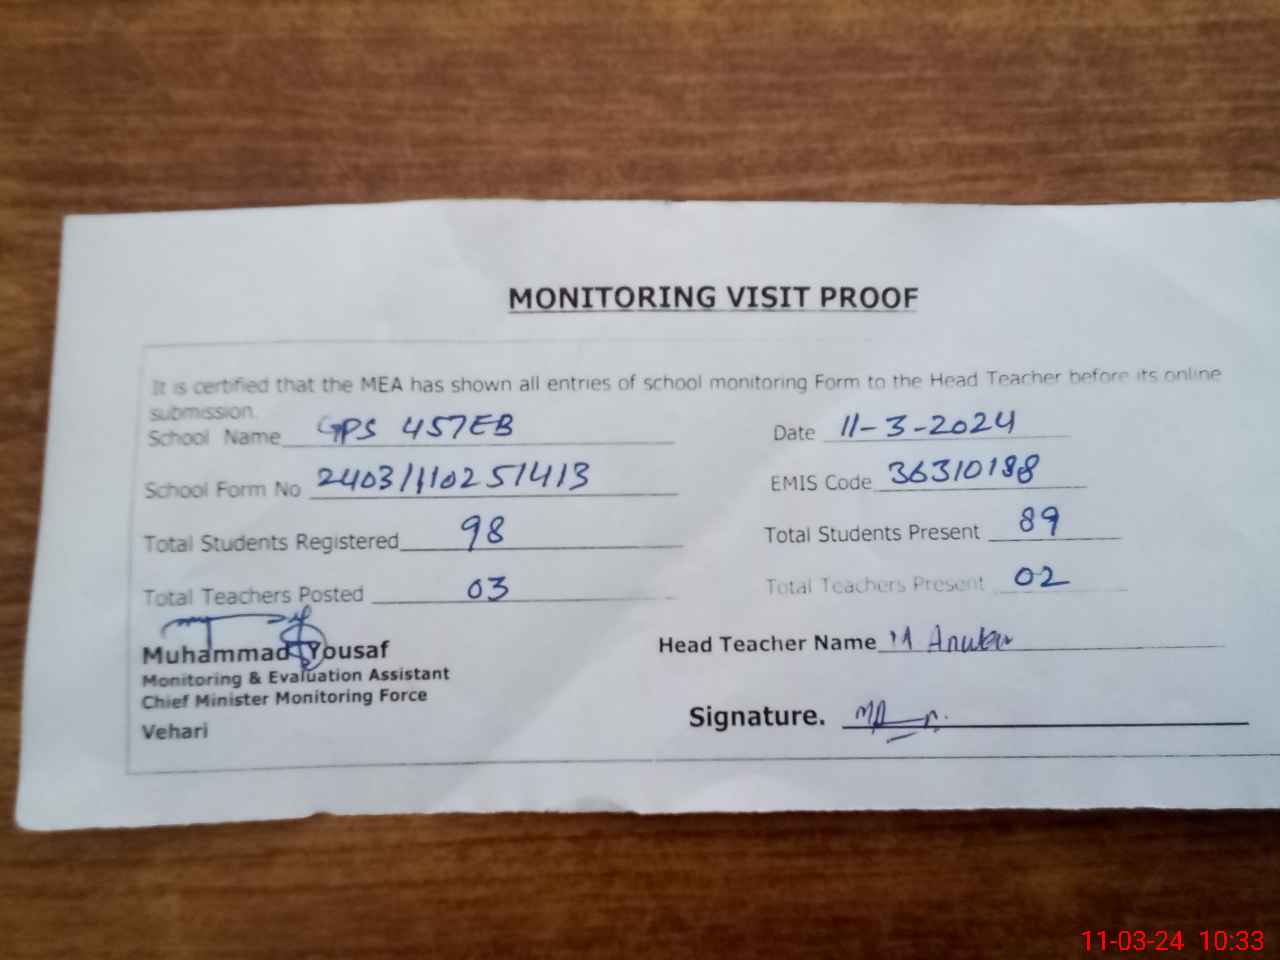 MONITORING VISIT PROOF
It is certified that the MEA has shown all entries of school monitoring Form to the Head Teacher before its online
submission.
School Name GPS 457EB Date 11-3-2024
School Form No 2403/110251413 EMIS Code 36310188
Total Students Registered 98 Total Students Present 89
Total Teachers Posted 03 Total Teachers Present 02
Muhammad Yousaf Head Teacher Name M
Monitoring & Evaluation Assistant
Chief Minister Monitoring Force
Signature.
Vehari
11-03-24 10:33